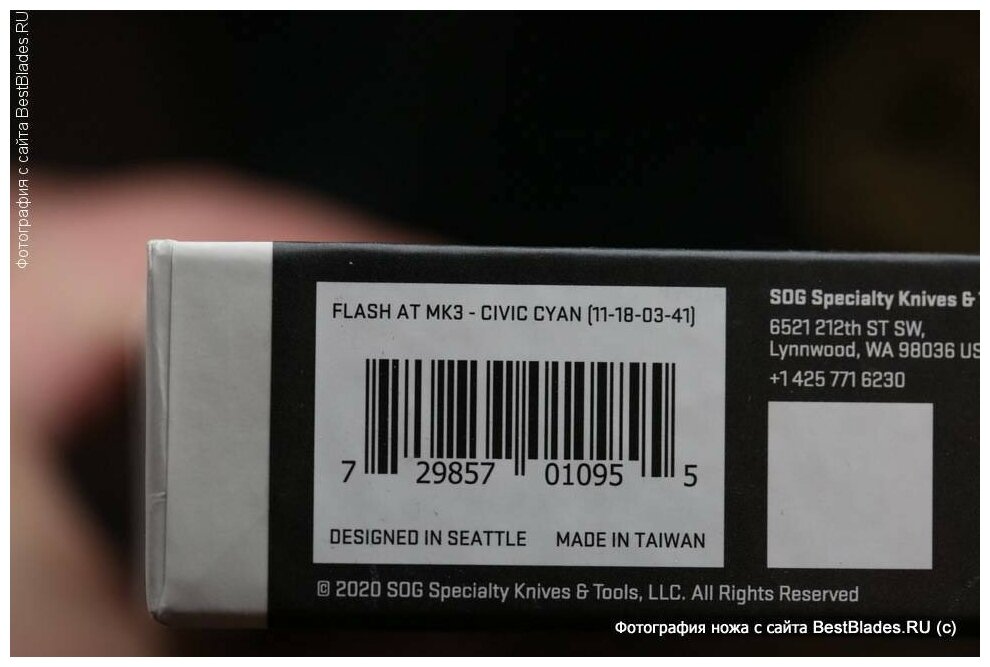 Фотография с сайта BestBlades.RU
FLASH AT MK3 - CIVIC CYAN (11-18-03-41)
7 29857 01095 5
DESIGNED IN SEATTLE MADE IN TAIWAN
© 2020 SOG Specialty Knives & Tools, LLC. All Rights Reserved
SOG Specialty Knives &
6521 212th ST SW,
Lynnwood, WA 98036 US
+1 425 771 6230
Фотография ножа с сайта BestBlades.RU (c)